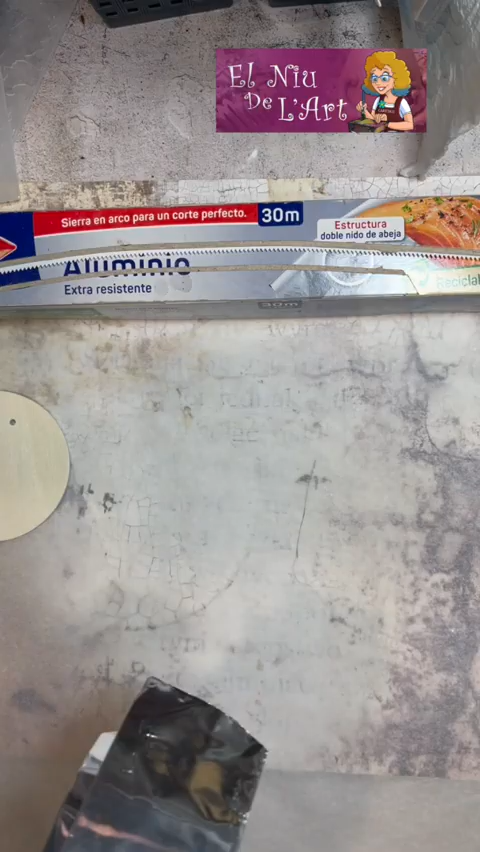 El Niu
De L'Art
Sierra en arco para un corte perfecto. 30m
Estructura
doble nido de abeja
Aluminio
Extra resistente
30m